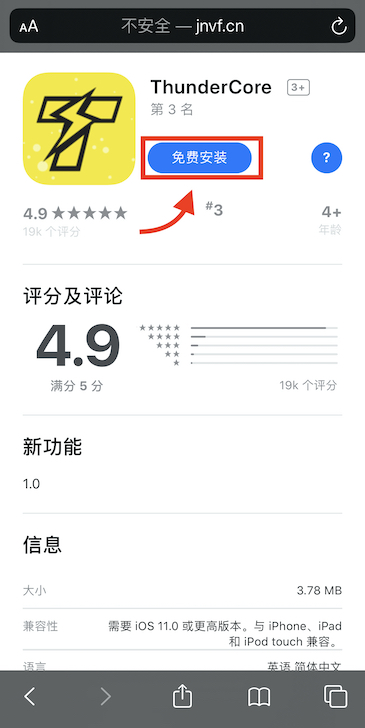 AA 不安全 — jnvf.cn
ThunderCore 3+
第 3 名
免费安装 ?
4.9 ★★★★★ #3 4+
19k 个评分 年龄
评分及评论
4.9
★★★★★
★★★★
★★★
★★
★
满分 5 分 19k 个评分
新功能
1.0
信息
大小 3.78 MB
兼容性 需要 iOS 11.0 或更高版本。与 iPhone、iPad
和 iPod touch 兼容。
语言 英语,简体中文